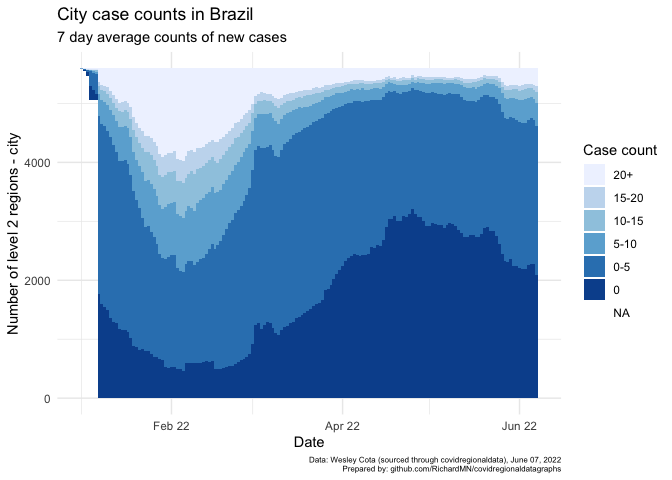 City case counts in Brazil
7 day average counts of new cases
Number of level 2 regions - city
4000
2000
0
Feb 22
Apr 22
Jun 22
Date
Case count
20+
15-20
10-15
5-10
0-5
0
NA
Data: Wesley Cota (sourced through covidregionaldata), June 07, 2022
Prepared by: github.com/RichardMN/covidregionaldatagraphs